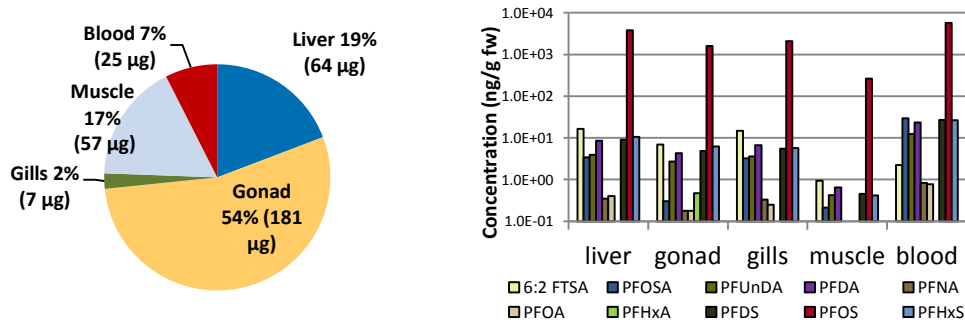 Blood 7%
(25 µg)
Liver 19%
(64 µg)
Muscle
17%
(57 µg)
Gills 2%
(7 µg)
Gonad
54% (181
µg)
Concentration (ng/g fw)
1.0E+04
1.0E+03
1.0E+02
1.0E+01
1.0E+00
1.0E-01
liver gonad gills muscle blood
6:2 FTSA PFOSA PFUnDA PFDA PFNA
PFOA PFHxA PFDS PFOS PFHxS